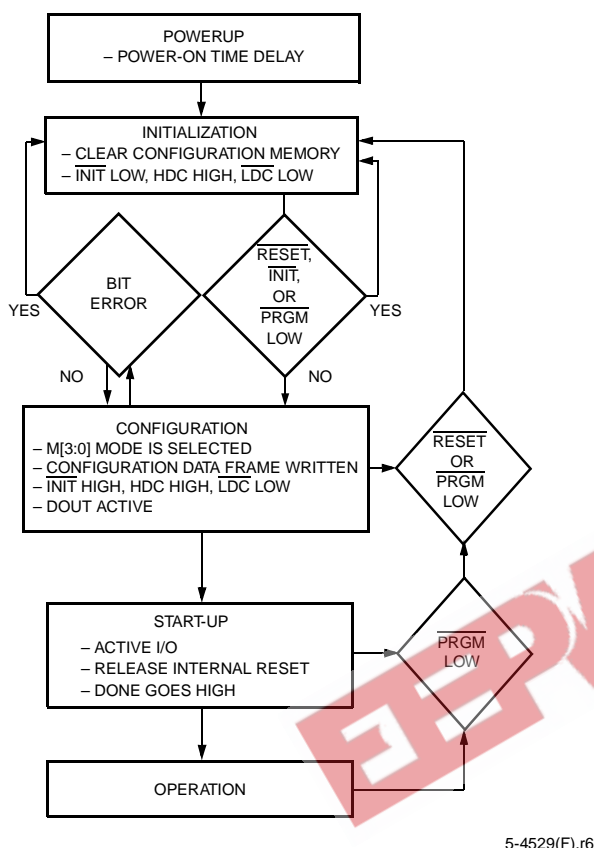 POWERUP
– POWER-ON TIME DELAY
INITIALIZATION
– CLEAR CONFIGURATION MEMORY
– INIT LOW, HDC HIGH, LDC LOW
BIT
ERROR
YES
NO
RESET,
INIT,
OR
PRGM
LOW
YES
NO
CONFIGURATION
– M[3:0] MODE IS SELECTED
– CONFIGURATION DATA FRAME WRITTEN
– INIT HIGH, HDC HIGH, LDC LOW
– DOUT ACTIVE
RESET
OR
PRGM
LOW
START-UP
– ACTIVE I/O
– RELEASE INTERNAL RESET
– DONE GOES HIGH
PRGM
LOW
OPERATION
5-4529(F).r6